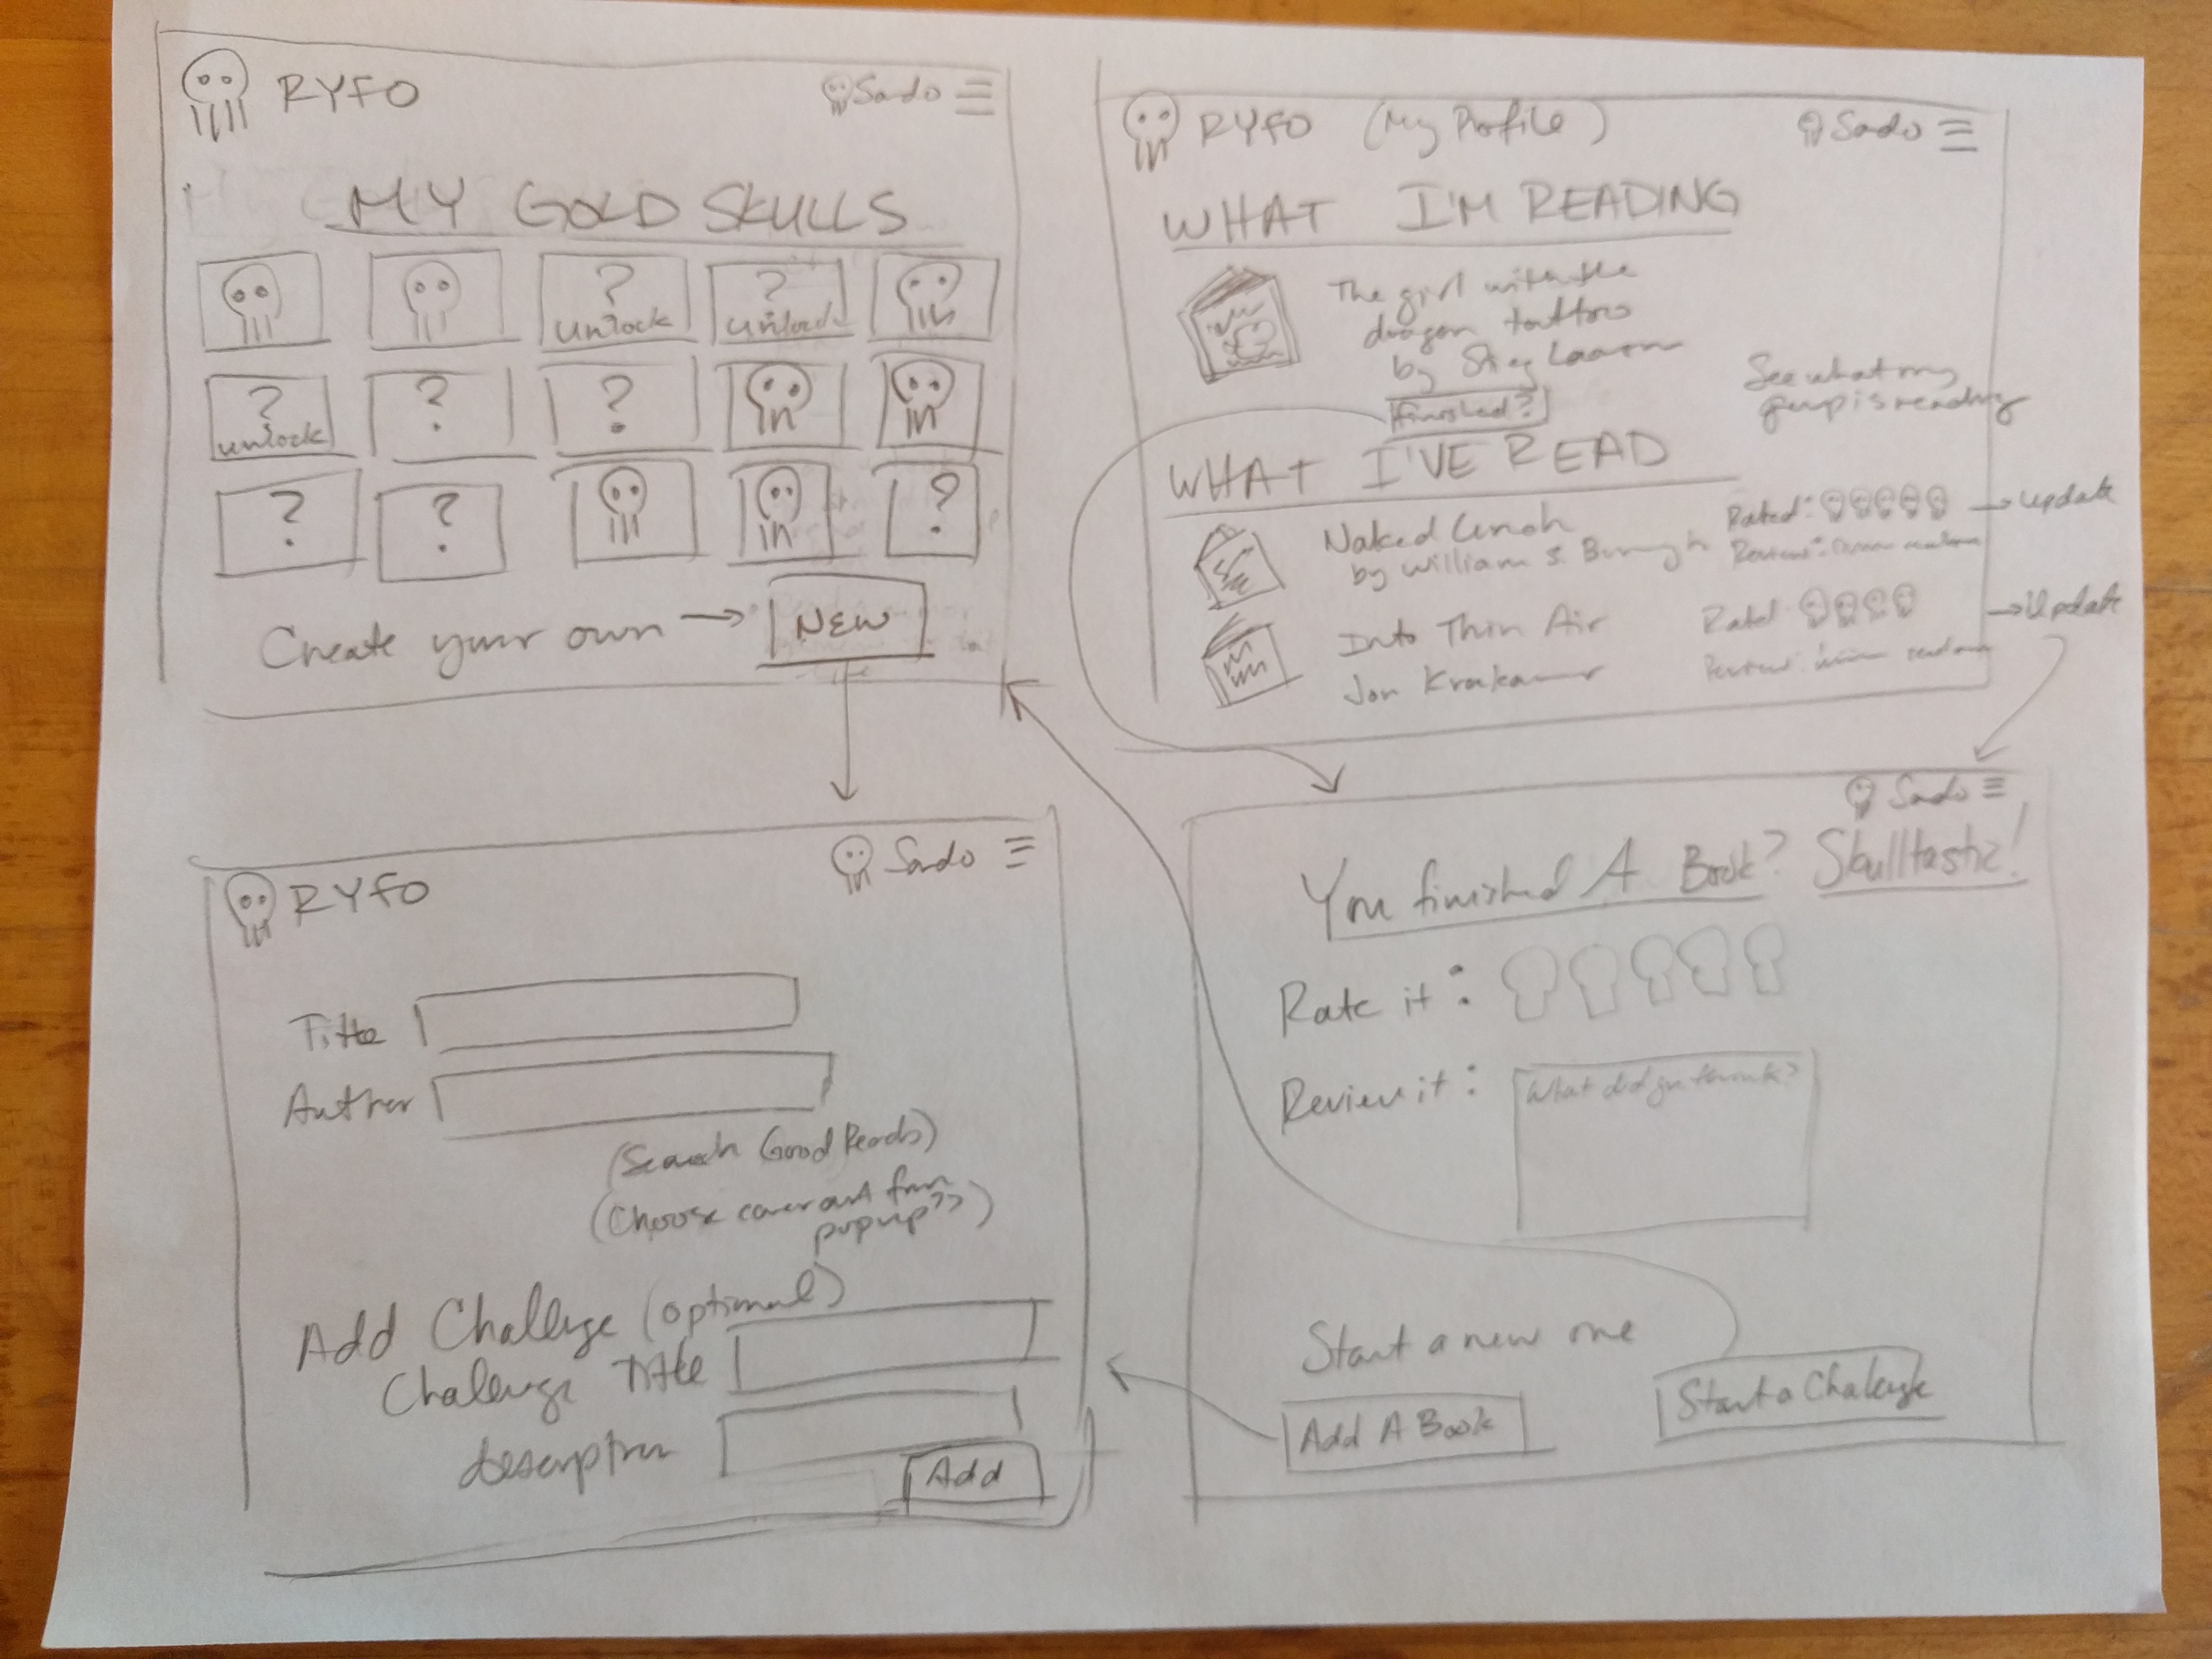 RYFO
Sado
MY GOLD SKULLS
? unlock
? unlock
? unlock
?
?
?
?
?
Create your own → NEW
RYFO (My Profile)
Sado
WHAT I'M READING
The girl with the
dragon tattoo
by Stieg
finished?
See what my
group is reading
WHAT I'VE READ
Naked Lunch
by William S.
Rated:
→ update
Review:
Into Thin Air
Jon Krakauer
Rated
→ Update
Review:
RYFO
Sado
Title
Author
(Search Good Reads)
(Choose cover art from
popup??)
Add Challenge (optional)
Challenge Title
description
Add
Sado
You finished A Book? Skulltastic!
Rate it:
Review it:
What did you think?
Start a new one
Add A Book
Start a Challenge